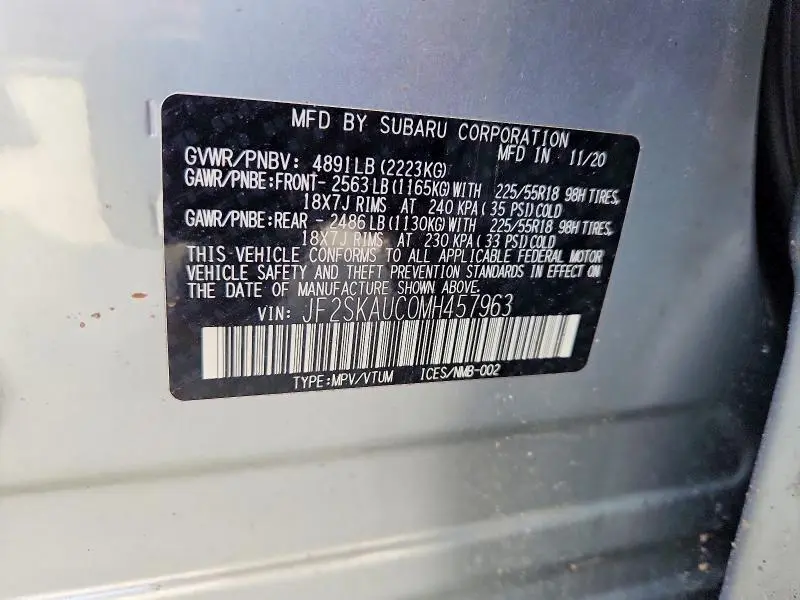 MFD BY SUBARU CORPORATION
MFD IN 11/20
GVWR/PNBV: 4891LB(2223KG)
GAWR/PNBE:FRONT- 2563LB(1165KG)WITH 225/55R18 98H TIRES,
18X7J RIMS AT 240 KPA( 35 PSI)COLD
GAWR/PNBE:REAR - 2486LB(1130KG)WITH 225/55R18 98H TIRES,
18X7J RIMS AT 230 KPA( 33 PSI)COLD
THIS VEHICLE CONFORMS TO ALL APPLICABLE FEDERAL MOTOR
VEHICLE SAFETY AND THEFT PREVENTION STANDARDS IN EFFECT ON
THE DATE OF MANUFACTURE SHOWN ABOVE.
VIN: JF2SKAUC0MH457963
TYPE:MPV/VTUM ICES/NMB-002